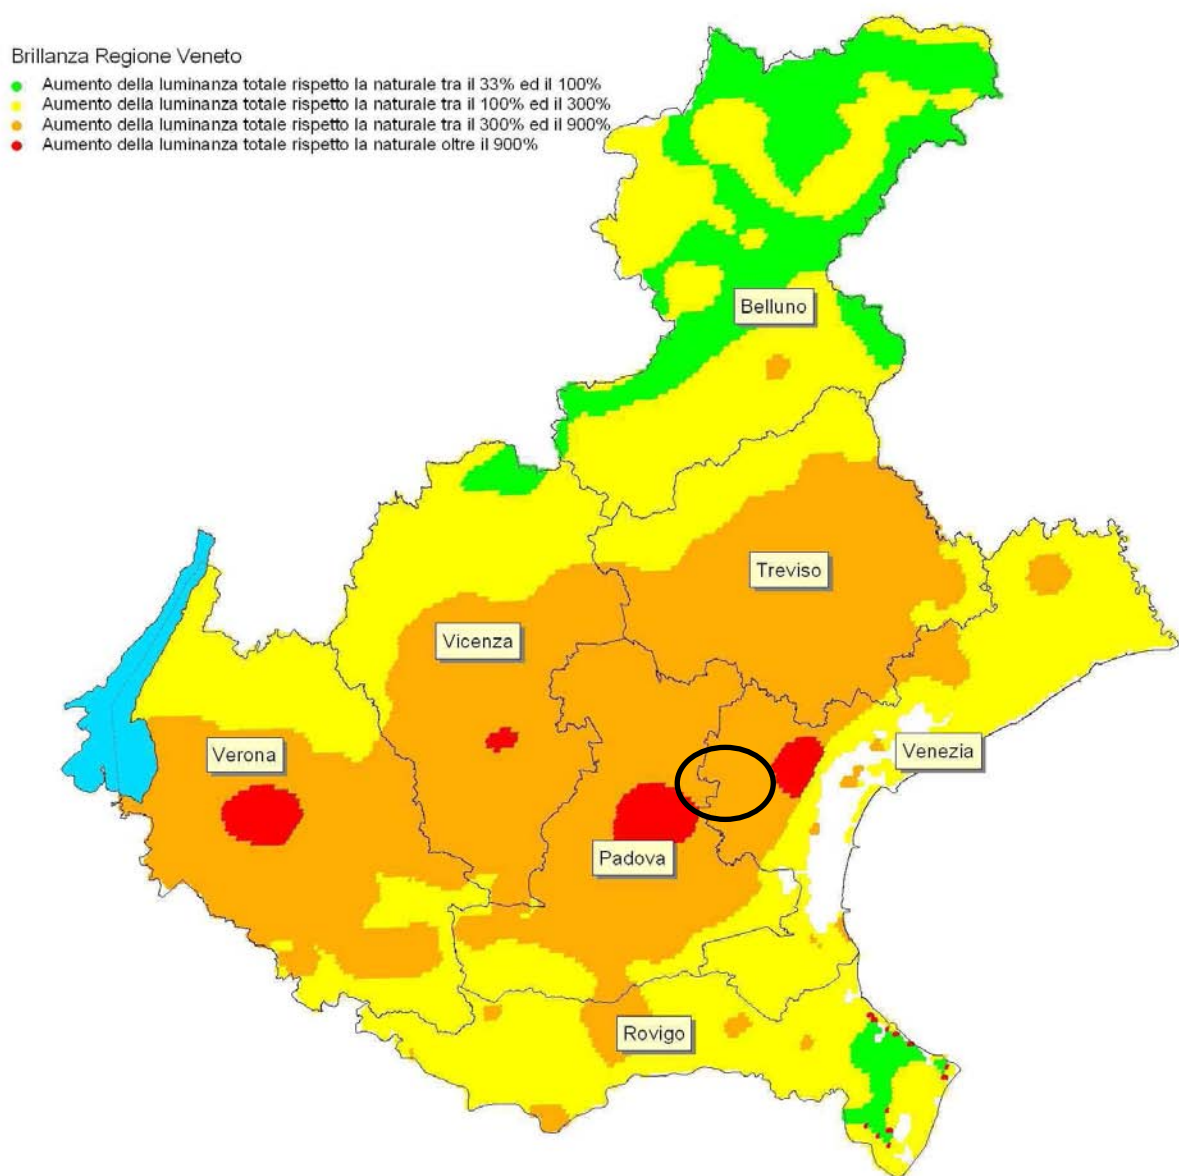 Brillanza Regione Veneto
Aumento della luminanza totale rispetto la naturale tra il 33% ed il 100%
Aumento della luminanza totale rispetto la naturale tra il 100% ed il 300%
Aumento della luminanza totale rispetto la naturale tra il 300% ed il 900%
Aumento della luminanza totale rispetto la naturale oltre il 900%
Belluno
Treviso
Vicenza
Verona
Venezia
Padova
Rovigo